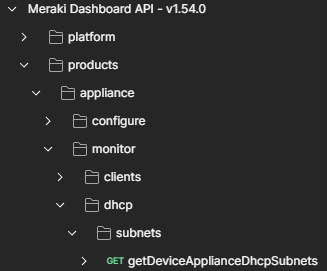 Meraki Dashboard API - v1.54.0
platform
products
appliance
configure
monitor
clients
dhcp
subnets
GET getDeviceApplianceDhcpSubnets